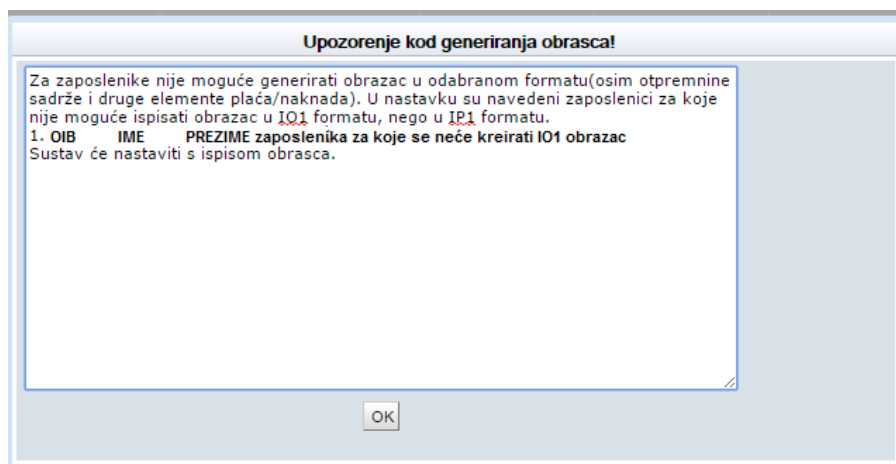 Upozorenje kod generiranja obrasca!
Za zaposlenike nije moguće generirati obrazac u odabranom formatu(osim otpremnine
sadrže i druge elemente plaća/naknada). U nastavku su navedeni zaposlenici za koje
nije moguće ispisati obrazac u IO1 formatu, nego u IP1 formatu.
1. OIB IME PREZIME zaposlenika za koje se neće kreirati IO1 obrazac
Sustav će nastaviti s ispisom obrasca.
OK